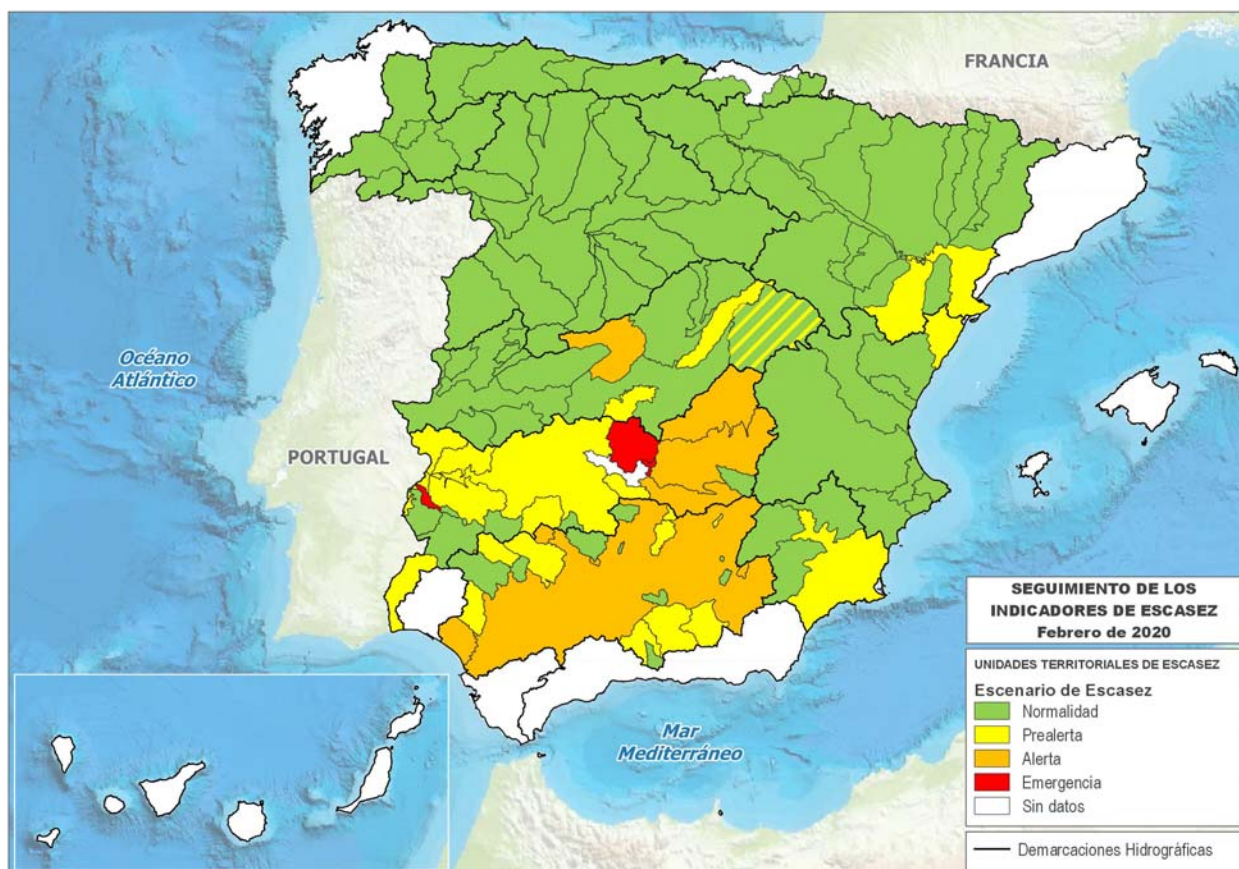 FRANCIA
Océano
Atlántico
PORTUGAL
Mar
Mediterráneo
SEGUIMIENTO DE LOS
INDICADORES DE ESCASEZ
Febrero de 2020
UNIDADES TERRITORIALES DE ESCASEZ
Escenario de Escasez
Normalidad
Prealerta
Alerta
Emergencia
Sin datos
Demarcaciones Hidrográficas